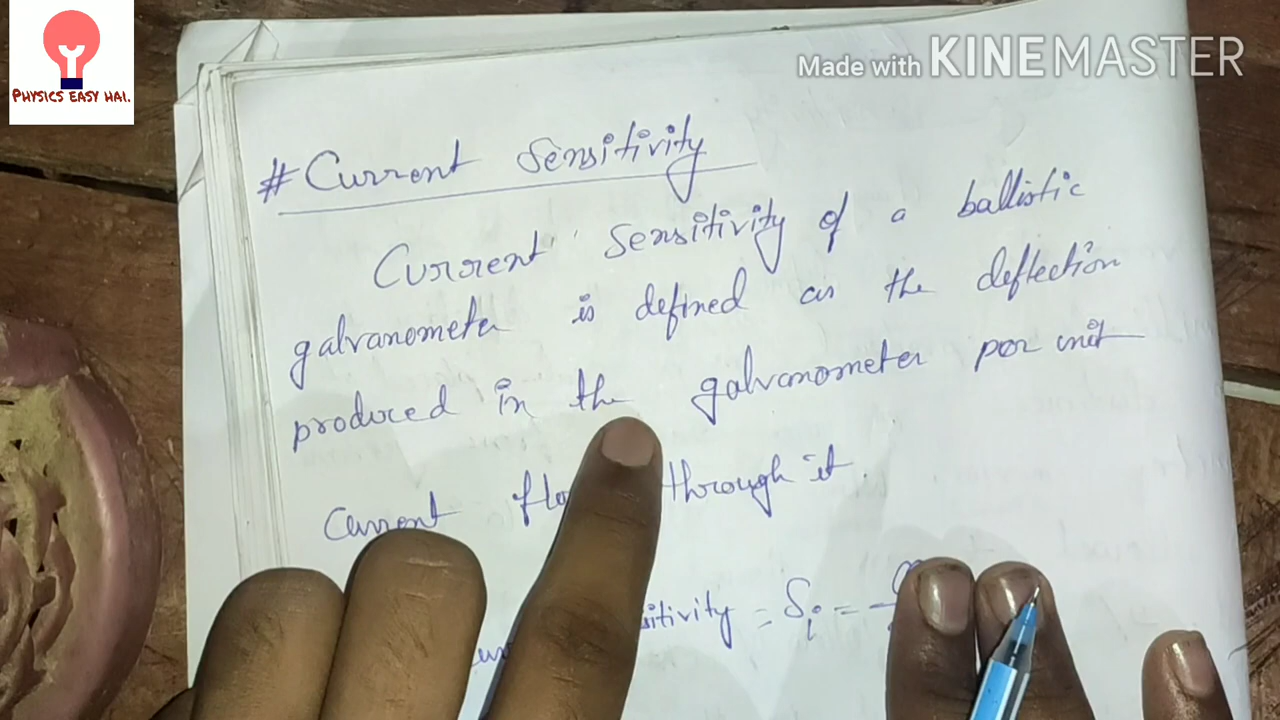 PHYSICS EASY HAI.
Made with KINEMASTER
# Current Sensitivity
Current Sensitivity of a ballistic
galvanometer is defined as the deflection
produced in the galvanometer per unit
Current through it.
= Si =